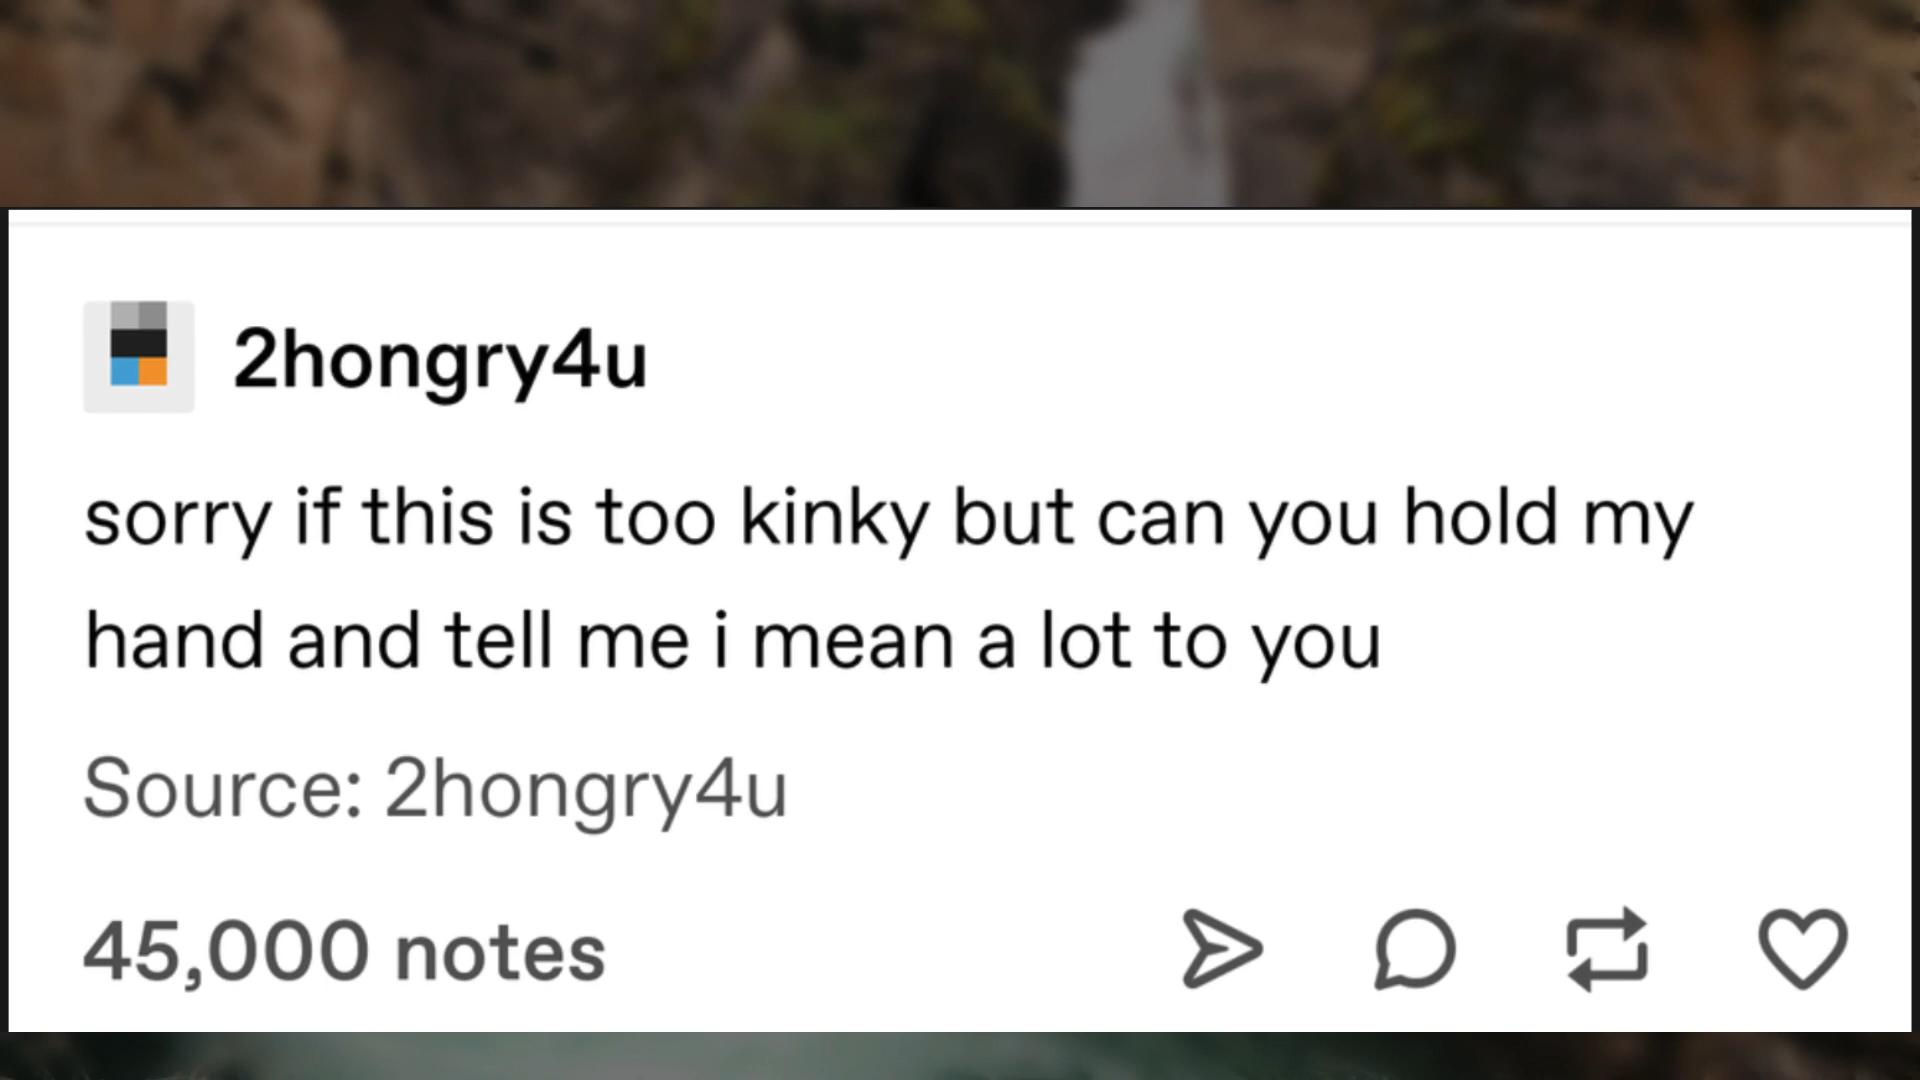 2hongry4u
sorry if this is too kinky but can you hold my
hand and tell me i mean a lot to you
Source: 2hongry4u
45,000 notes